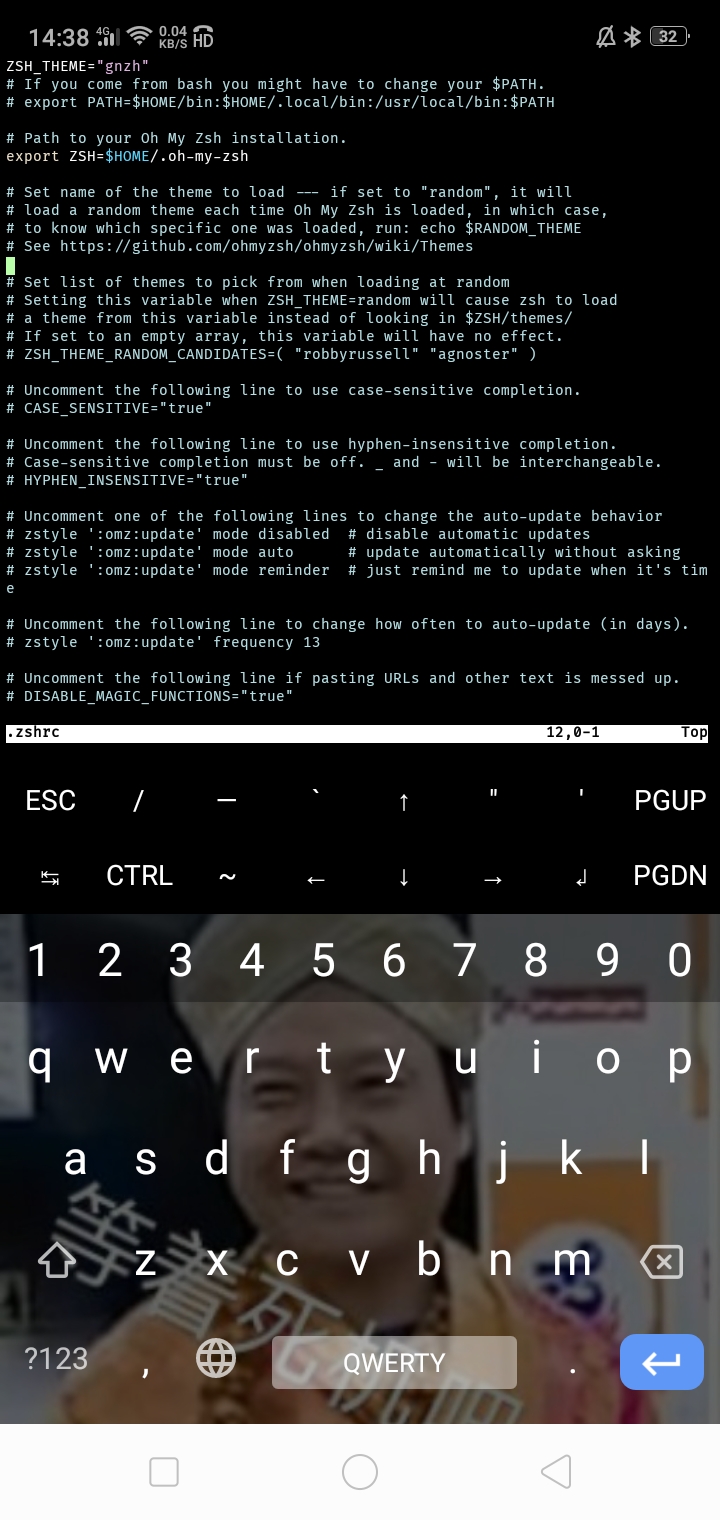 14:38 4G 0.04 KB/S HD 32
ZSH_THEME="gnzh"
# If you come from bash you might have to change your $PATH.
# export PATH=$HOME/bin:$HOME/.local/bin:/usr/local/bin:$PATH
# Path to your Oh My Zsh installation.
export ZSH=$HOME/.oh-my-zsh
# Set name of the theme to load --- if set to "random", it will
# load a random theme each time Oh My Zsh is loaded, in which case,
# to know which specific one was loaded, run: echo $RANDOM_THEME
# See https://github.com/ohmyzsh/ohmyzsh/wiki/Themes
# Set list of themes to pick from when loading at random
# Setting this variable when ZSH_THEME=random will cause zsh to load
# a theme from this variable instead of looking in $ZSH/themes/
# If set to an empty array, this variable will have no effect.
# ZSH_THEME_RANDOM_CANDIDATES=( "robbyrussell" "agnoster" )
# Uncomment the following line to use case-sensitive completion.
# CASE_SENSITIVE="true"
# Uncomment the following line to use hyphen-insensitive completion.
# Case-sensitive completion must be off. _ and - will be interchangeable.
# HYPHEN_INSENSITIVE="true"
# Uncomment one of the following lines to change the auto-update behavior
# zstyle ':omz:update' mode disabled  # disable automatic updates
# zstyle ':omz:update' mode auto      # update automatically without asking
# zstyle ':omz:update' mode reminder  # just remind me to update when it's tim
e
# Uncomment the following line to change how often to auto-update (in days).
# zstyle ':omz:update' frequency 13
# Uncomment the following line if pasting URLs and other text is messed up.
# DISABLE_MAGIC_FUNCTIONS="true"
.zshrc 12,0-1 Top
ESC / — ` ↑ " ' PGUP
↹ CTRL ~ ← ↓ → ↲ PGDN
1 2 3 4 5 6 7 8 9 0
q w e r t y u i o p
a s d f g h j k l
z x c v b n m
?123 , QWERTY .
等着死机吧